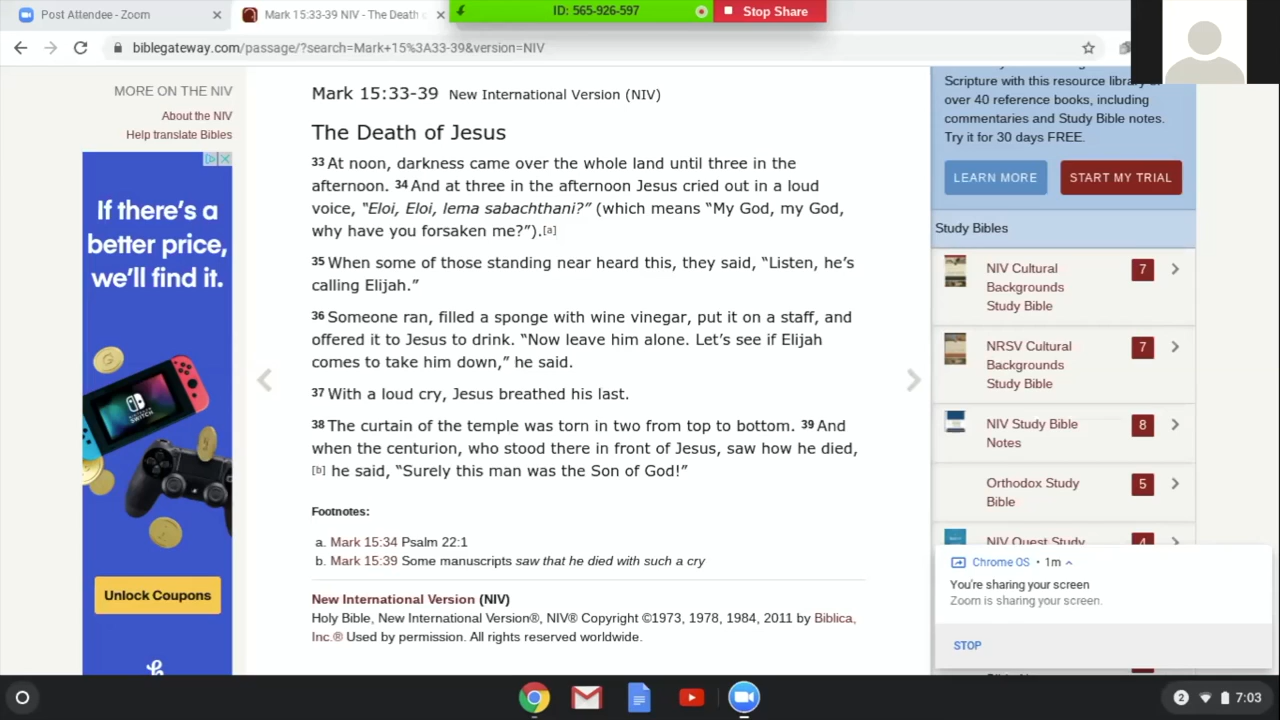 Post Attendee - Zoom
Mark 15:33-39 NIV - The Death o
ID: 565-926-597
Stop Share
biblegateway.com/passage/?search=Mark+15%3A33-39&version=NIV
MORE ON THE NIV
About the NIV
Help translate Bibles
If there's a
better price,
we'll find it.
NINTENDO
SWITCH
Unlock Coupons
Mark 15:33-39 New International Version (NIV)
The Death of Jesus
33 At noon, darkness came over the whole land until three in the
afternoon. 34 And at three in the afternoon Jesus cried out in a loud
voice, “Eloi, Eloi, lema sabachthani?” (which means “My God, my God,
why have you forsaken me?”).[a]
35 When some of those standing near heard this, they said, “Listen, he’s
calling Elijah.”
36 Someone ran, filled a sponge with wine vinegar, put it on a staff, and
offered it to Jesus to drink. “Now leave him alone. Let’s see if Elijah
comes to take him down,” he said.
37 With a loud cry, Jesus breathed his last.
38 The curtain of the temple was torn in two from top to bottom. 39 And
when the centurion, who stood there in front of Jesus, saw how he died,
[b] he said, “Surely this man was the Son of God!”
Footnotes:
a. Mark 15:34 Psalm 22:1
b. Mark 15:39 Some manuscripts saw that he died with such a cry
New International Version (NIV)
Holy Bible, New International Version®, NIV® Copyright ©1973, 1978, 1984, 2011 by Biblica,
Inc.® Used by permission. All rights reserved worldwide.
Scripture with this resource library of
over 40 reference books, including
commentaries and Study Bible notes.
Try it for 30 days FREE.
LEARN MORE
START MY TRIAL
Study Bibles
NIV Cultural
Backgrounds
Study Bible
7
NRSV Cultural
Backgrounds
Study Bible
7
NIV Study Bible
Notes
8
Orthodox Study
Bible
5
NIV Quest Study
4
Chrome OS • 1m
You're sharing your screen
Zoom is sharing your screen.
STOP
2
7:03